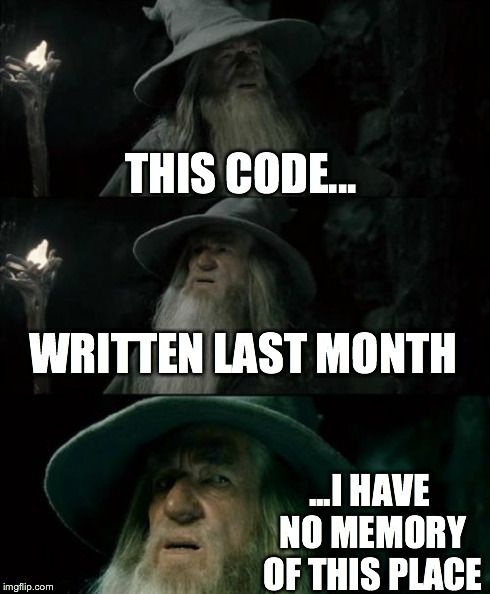 THIS CODE...
WRITTEN LAST MONTH
...I HAVE
NO MEMORY
OF THIS PLACE
imgflip.com